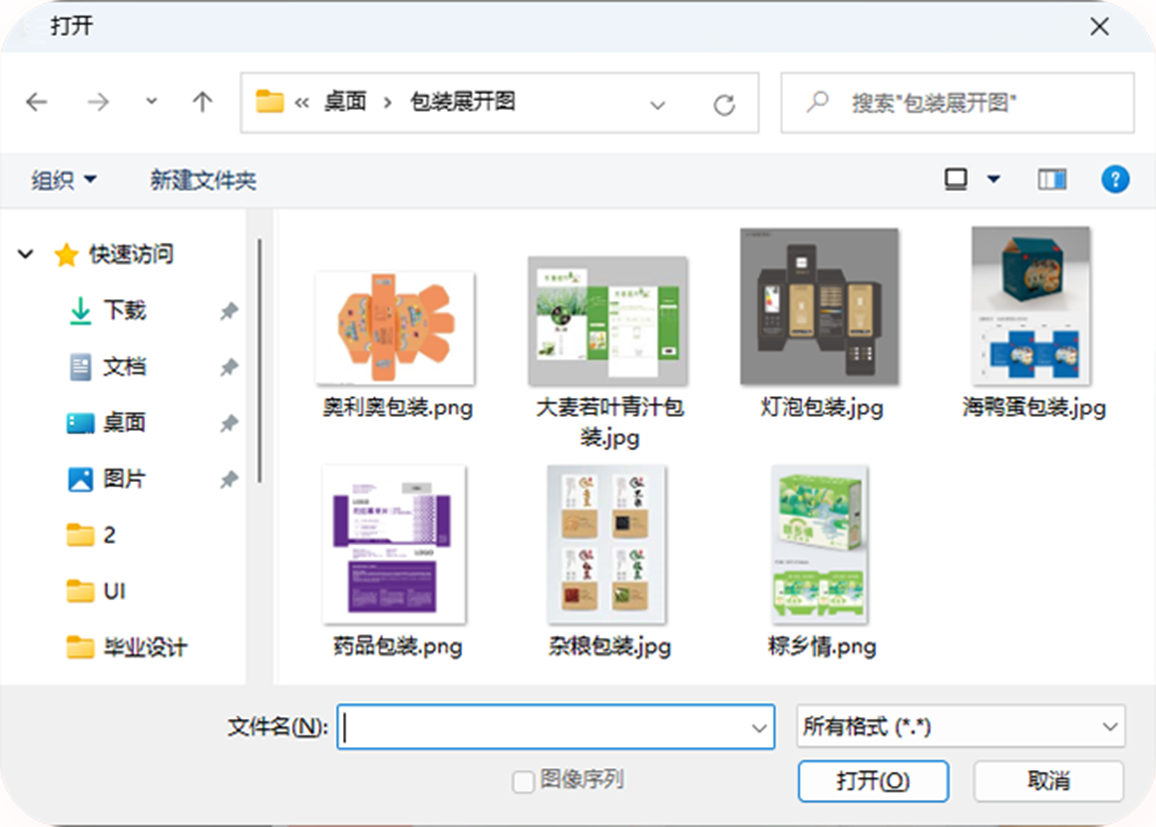 打开
« 桌面 › 包装展开图
搜索"包装展开图"
组织
新建文件夹
快速访问
下载
文档
桌面
图片
2
UI
毕业设计
奥利奥包装.png
大麦若叶青汁包
装.jpg
灯泡包装.jpg
海鸭蛋包装.jpg
药品包装.png
杂粮包装.jpg
粽乡情.png
文件名(N):
所有格式 (*.*)
图像序列
打开(O)
取消